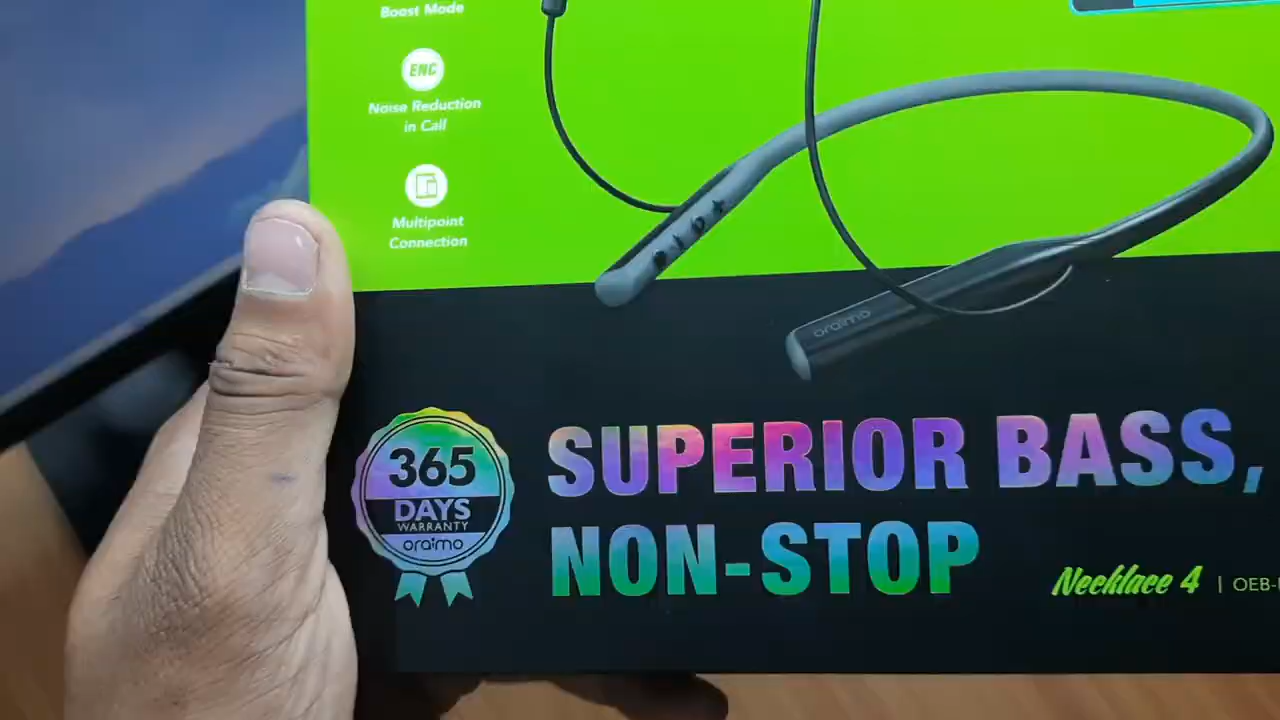 Boost Mode
ENC
Noise Reduction
in Call
Multipoint
Connection
oraimo
365
DAYS
WARRANTY
oraimo
SUPERIOR BASS,
NON-STOP
Necklace 4 | OEB-